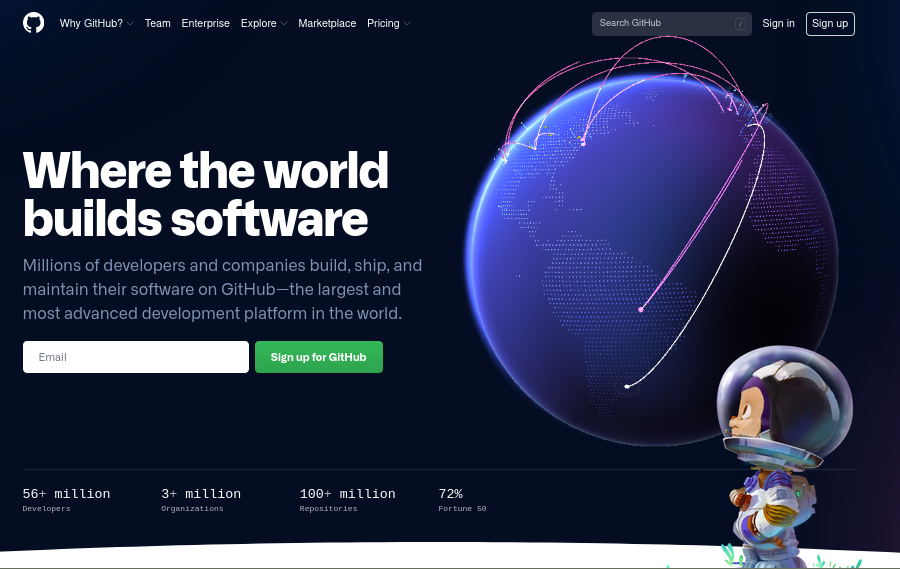 Why GitHub? Team Enterprise Explore Marketplace Pricing Search GitHub / Sign in Sign up
Where the world
builds software
Millions of developers and companies build, ship, and
maintain their software on GitHub—the largest and
most advanced development platform in the world.
Email Sign up for GitHub
56+ million 3+ million 100+ million 72%
Developers Organizations Repositories Fortune 50